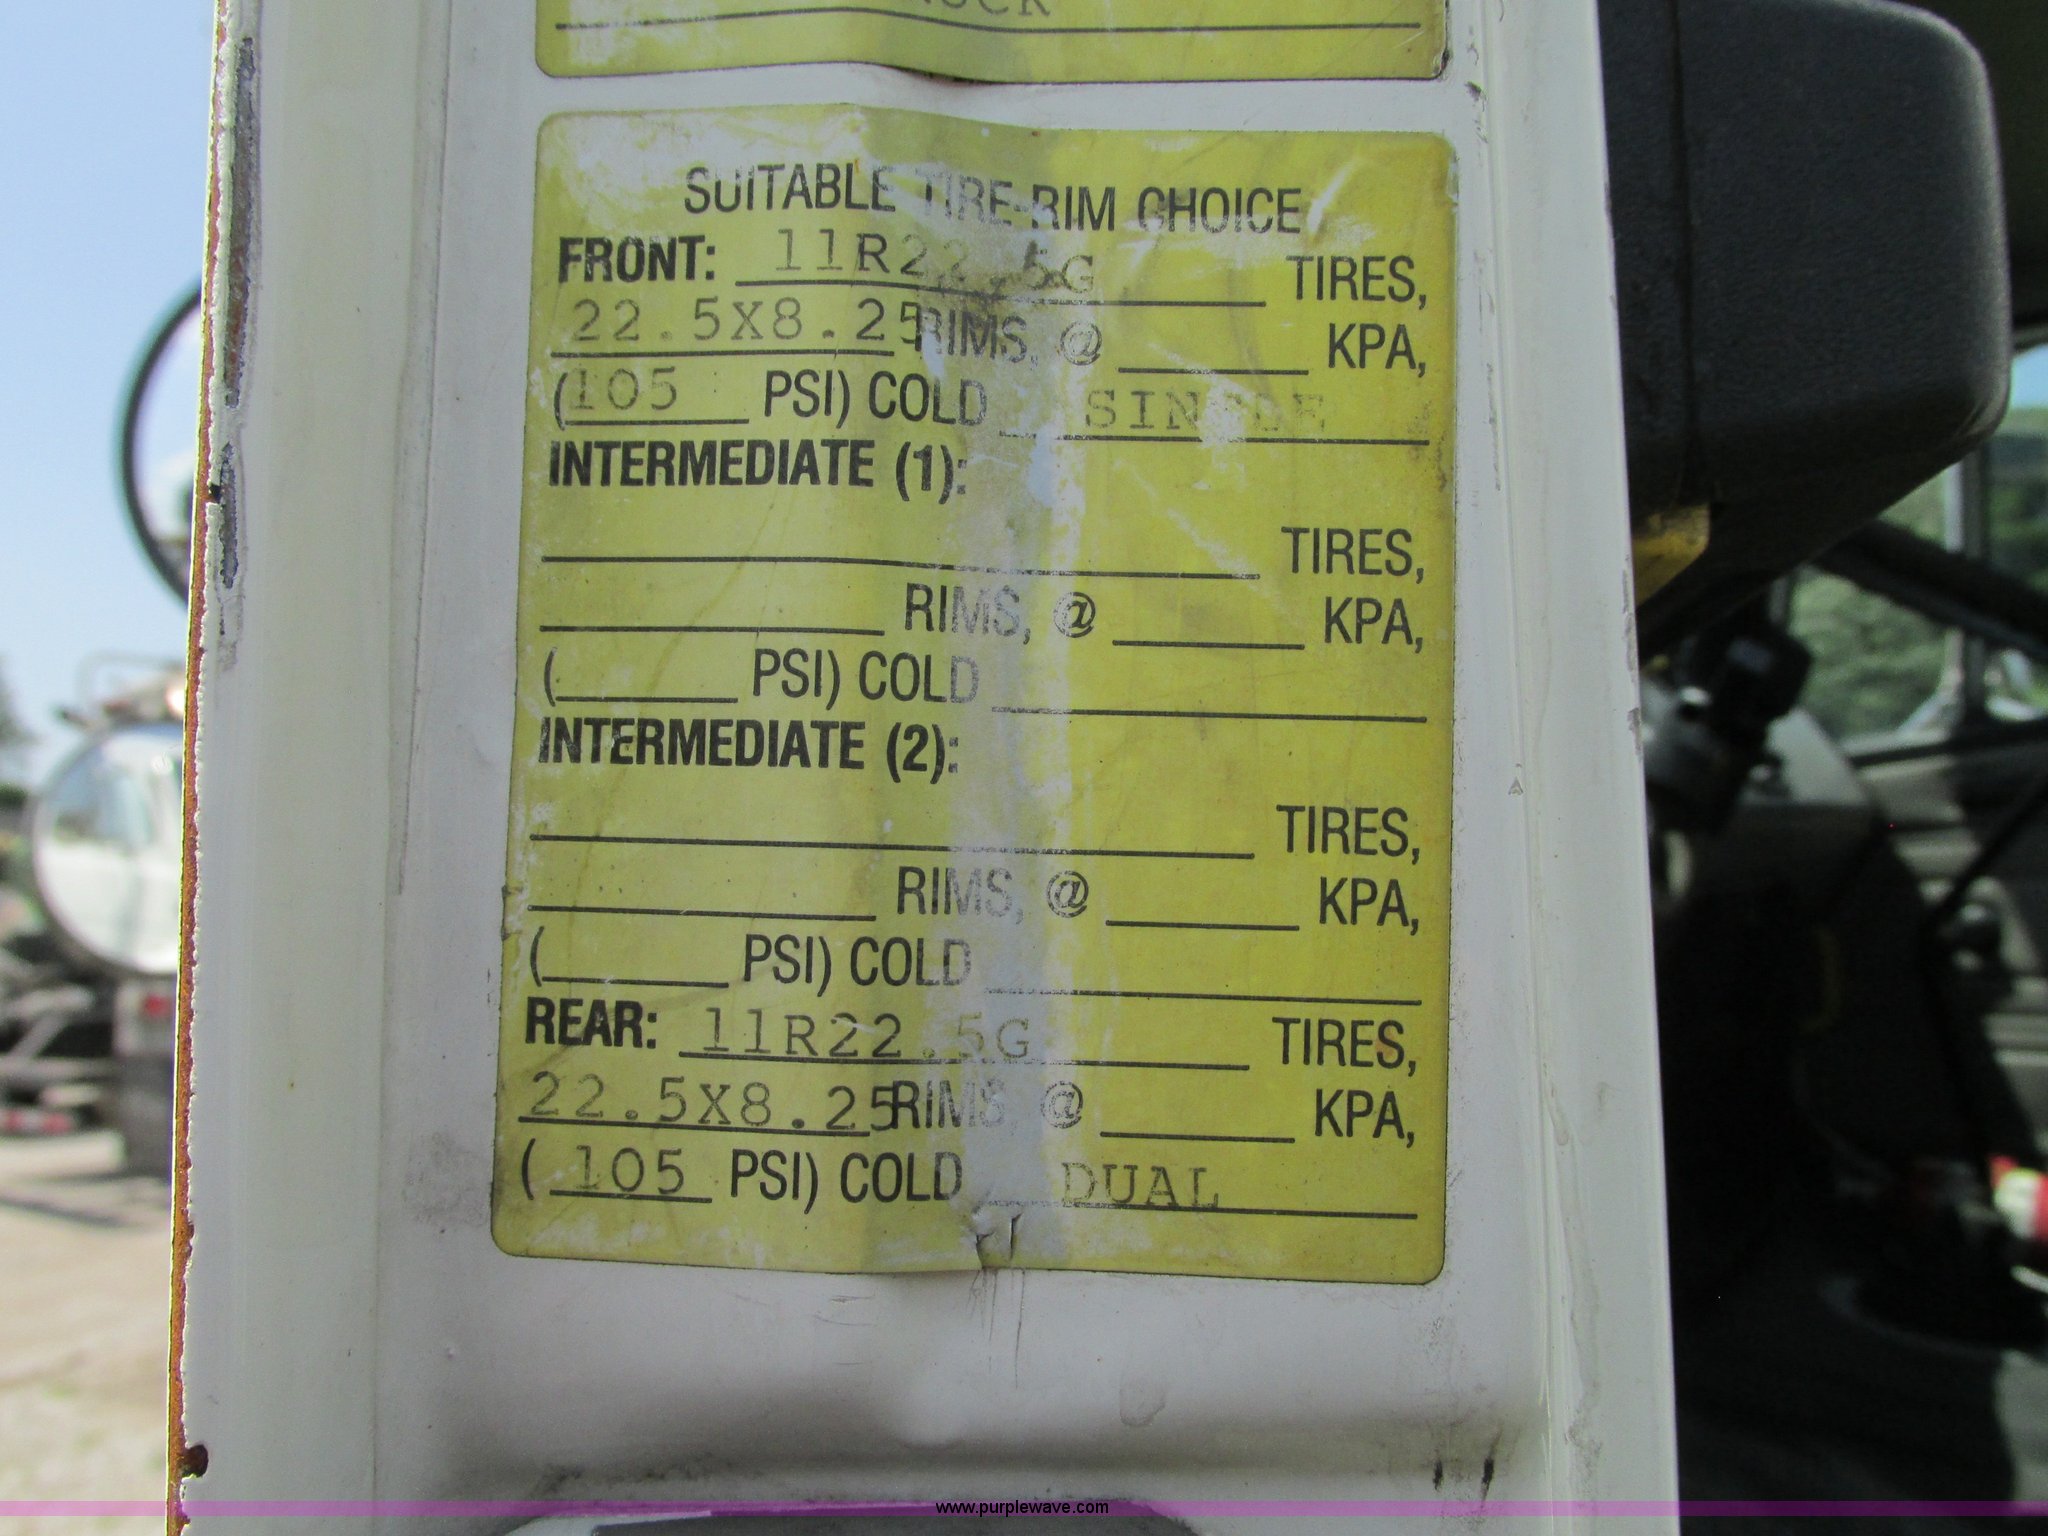 SUITABLE TIRE-RIM CHOICE
FRONT: 11R22.5G TIRES,
22.5X8.25 RIMS, @ KPA,
(105 PSI) COLD SINGLE
INTERMEDIATE (1):
TIRES,
RIMS, @ KPA,
( PSI) COLD
INTERMEDIATE (2):
TIRES,
RIMS, @ KPA,
( PSI) COLD
REAR: 11R22.5G TIRES,
22.5X8.25 RIMS, @ KPA,
( 105 PSI) COLD DUAL
www.purplewave.com